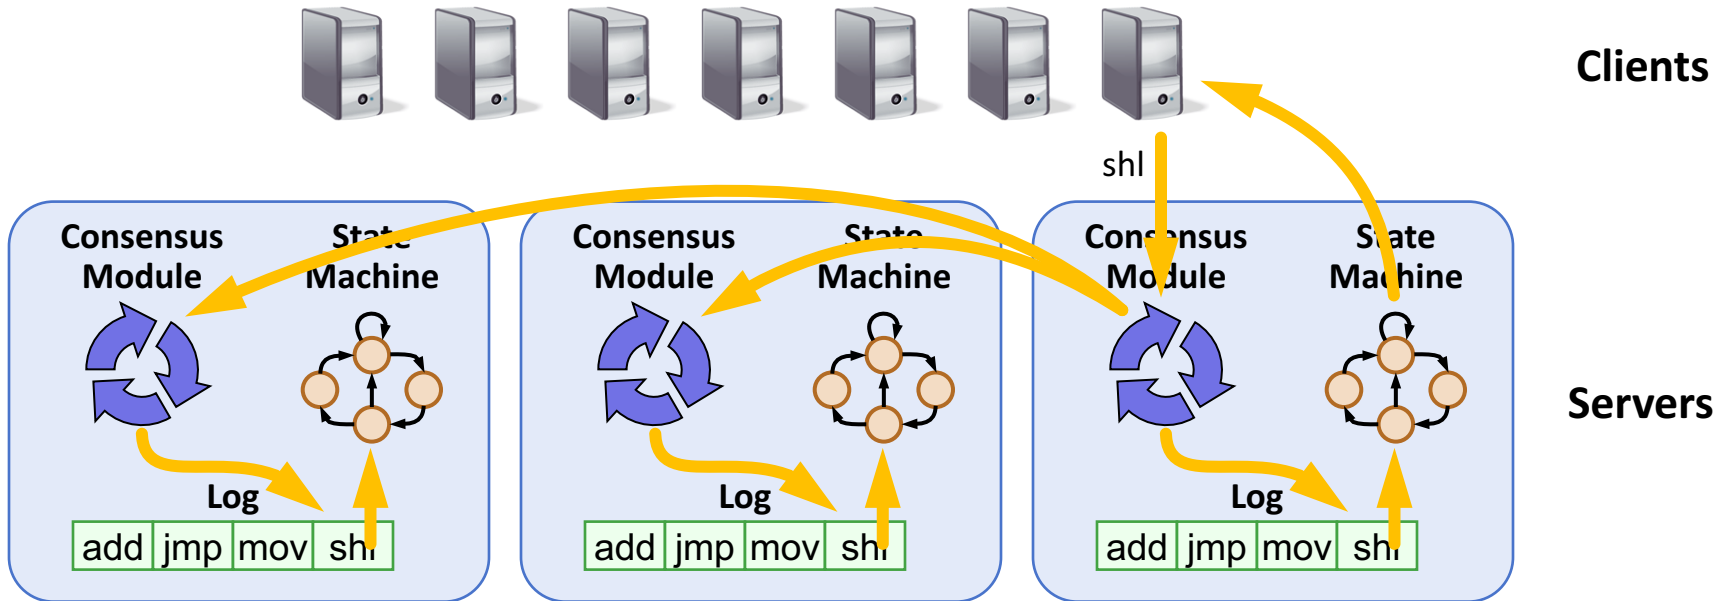 Clients
shl
Consensus Module
State Machine
Consensus Module
State Machine
Consensus Module
State Machine
Servers
Log
Log
Log
add jmp mov shl
add jmp mov shl
add jmp mov shl